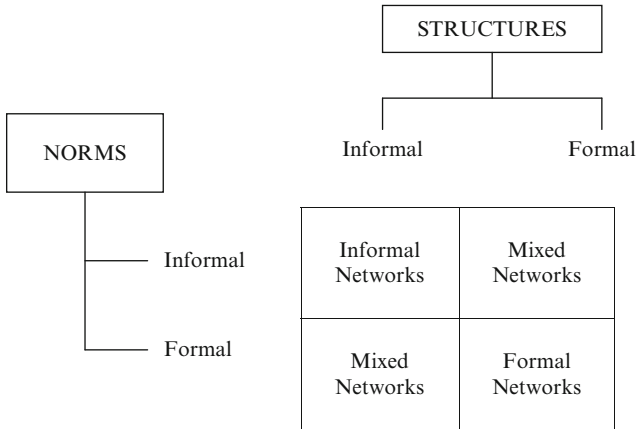 STRUCTURES
Informal Formal
NORMS
Informal
Formal
Informal
Networks
Mixed
Networks
Mixed
Networks
Formal
Networks